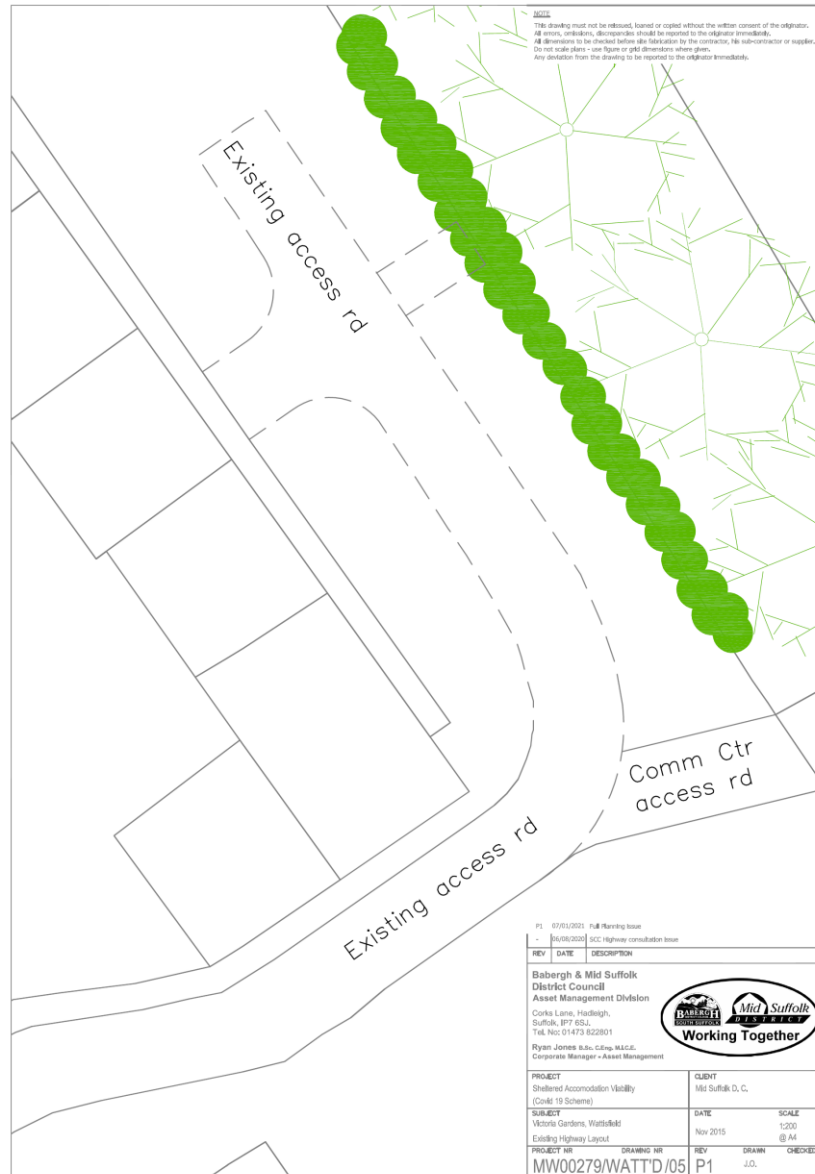 NOTE
This drawing must not be reissued, loaned or copied without the written consent of the originator.
All errors, omissions, discrepancies should be reported to the originator immediately.
All dimensions to be checked before site fabrication by the contractor, his sub-contractor or supplier.
Do not scale plans - use figure or grid dimensions where given.
Any deviation from the drawing to be reported to the originator immediately.
Existing access rd
Comm Ctr
access rd
Existing access rd
P1 07/01/2021 Full Planning issue
- 06/08/2020 SCC Highway consultation issue
REV DATE DESCRIPTION
Babergh & Mid Suffolk
District Council
Asset Management Division
Corks Lane, Hadleigh,
Suffolk, IP7 6SJ.
Tel. No: 01473 822801
Ryan Jones B.Sc. C.Eng. M.I.C.E.
Corporate Manager - Asset Management
BABERGH
SOUTH SUFFOLK
Mid Suffolk
DISTRICT
Working Together
PROJECT
Sheltered Accomodation Viability
(Covid 19 Scheme)
CLIENT
Mid Suffolk D. C.
SUBJECT
Victoria Gardens, Wattisfield
Existing Highway Layout
DATE
Nov 2015
SCALE
1:200
@ A4
PROJECT NR DRAWING NR REV DRAWN CHECKED
MW00279/WATT'D/05 P1 J.O.